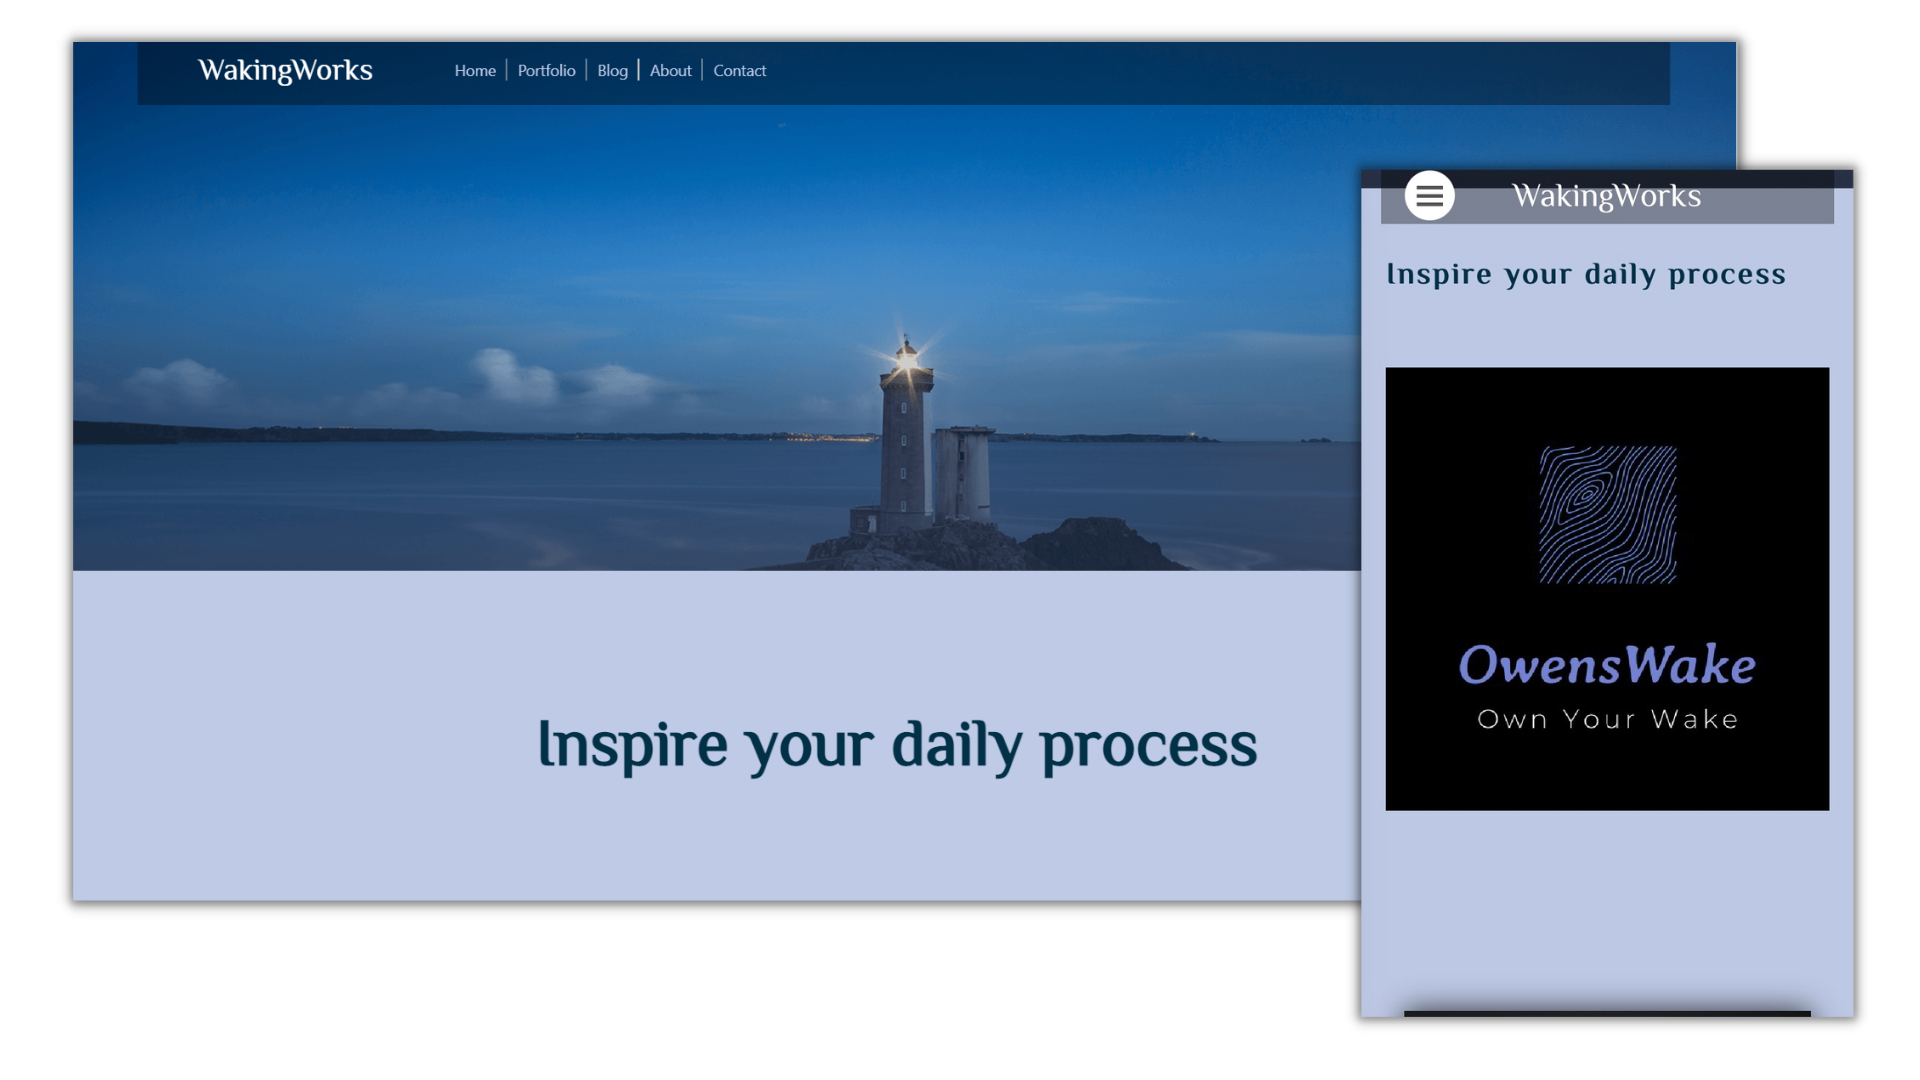 WakingWorks
Home | Portfolio | Blog | About | Contact
Inspire your daily process
WakingWorks
Inspire your daily process
OwensWake
Own Your Wake